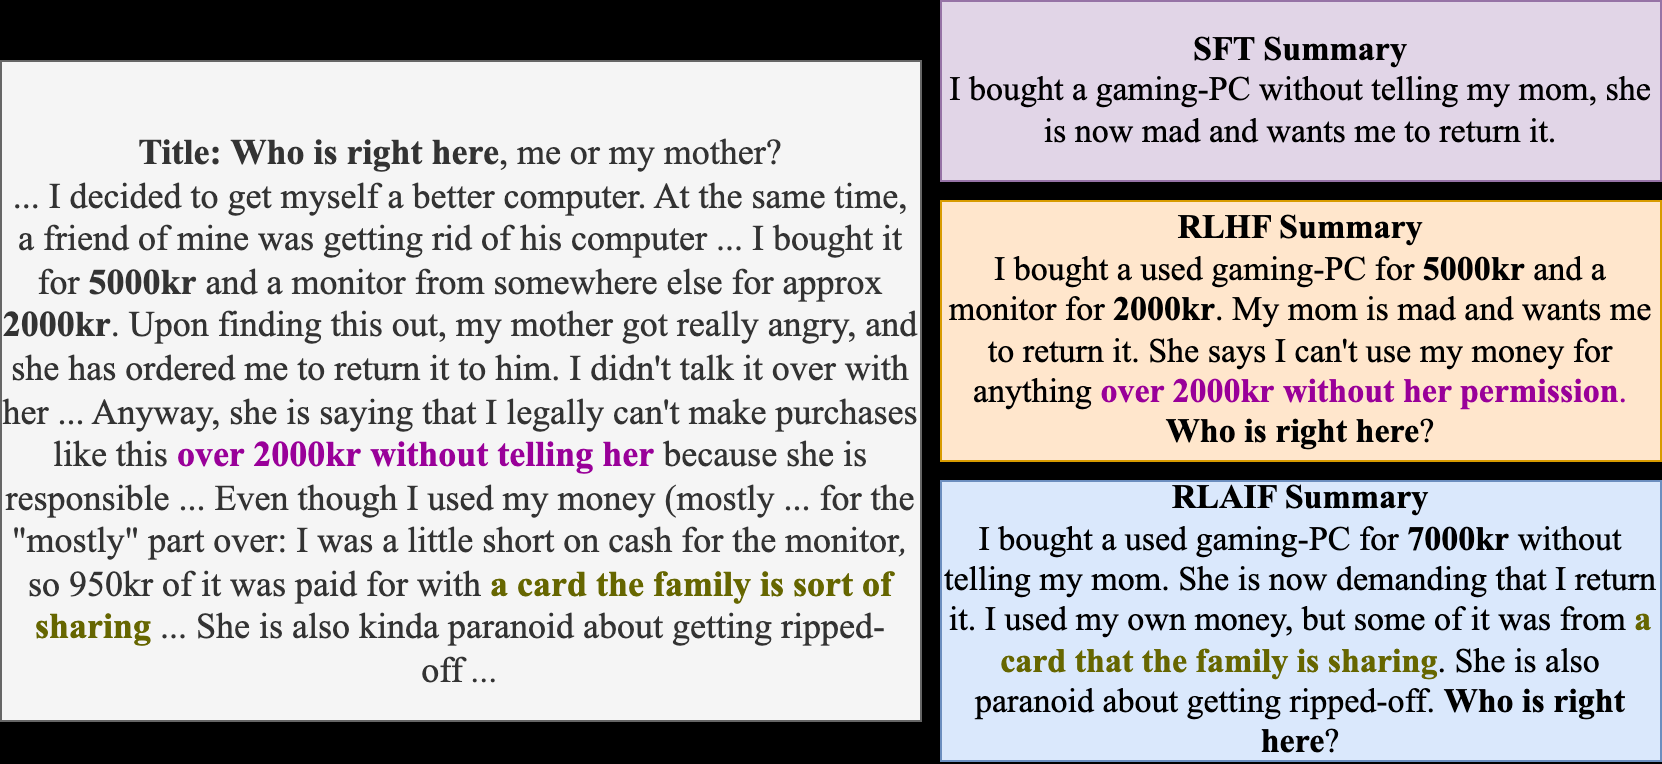 Title: Who is right here, me or my mother?
... I decided to get myself a better computer. At the same time,
a friend of mine was getting rid of his computer ... I bought it
for 5000kr and a monitor from somewhere else for approx
2000kr. Upon finding this out, my mother got really angry, and
she has ordered me to return it to him. I didn't talk it over with
her ... Anyway, she is saying that I legally can't make purchases
like this over 2000kr without telling her because she is
responsible ... Even though I used my money (mostly ... for the
"mostly" part over: I was a little short on cash for the monitor,
so 950kr of it was paid for with a card the family is sort of
sharing ... She is also kinda paranoid about getting ripped-
off ...
SFT Summary
I bought a gaming-PC without telling my mom, she
is now mad and wants me to return it.
RLHF Summary
I bought a used gaming-PC for 5000kr and a
monitor for 2000kr. My mom is mad and wants me
to return it. She says I can't use my money for
anything over 2000kr without her permission.
Who is right here?
RLAIF Summary
I bought a used gaming-PC for 7000kr without
telling my mom. She is now demanding that I return
it. I used my own money, but some of it was from a
card that the family is sharing. She is also
paranoid about getting ripped-off. Who is right
here?